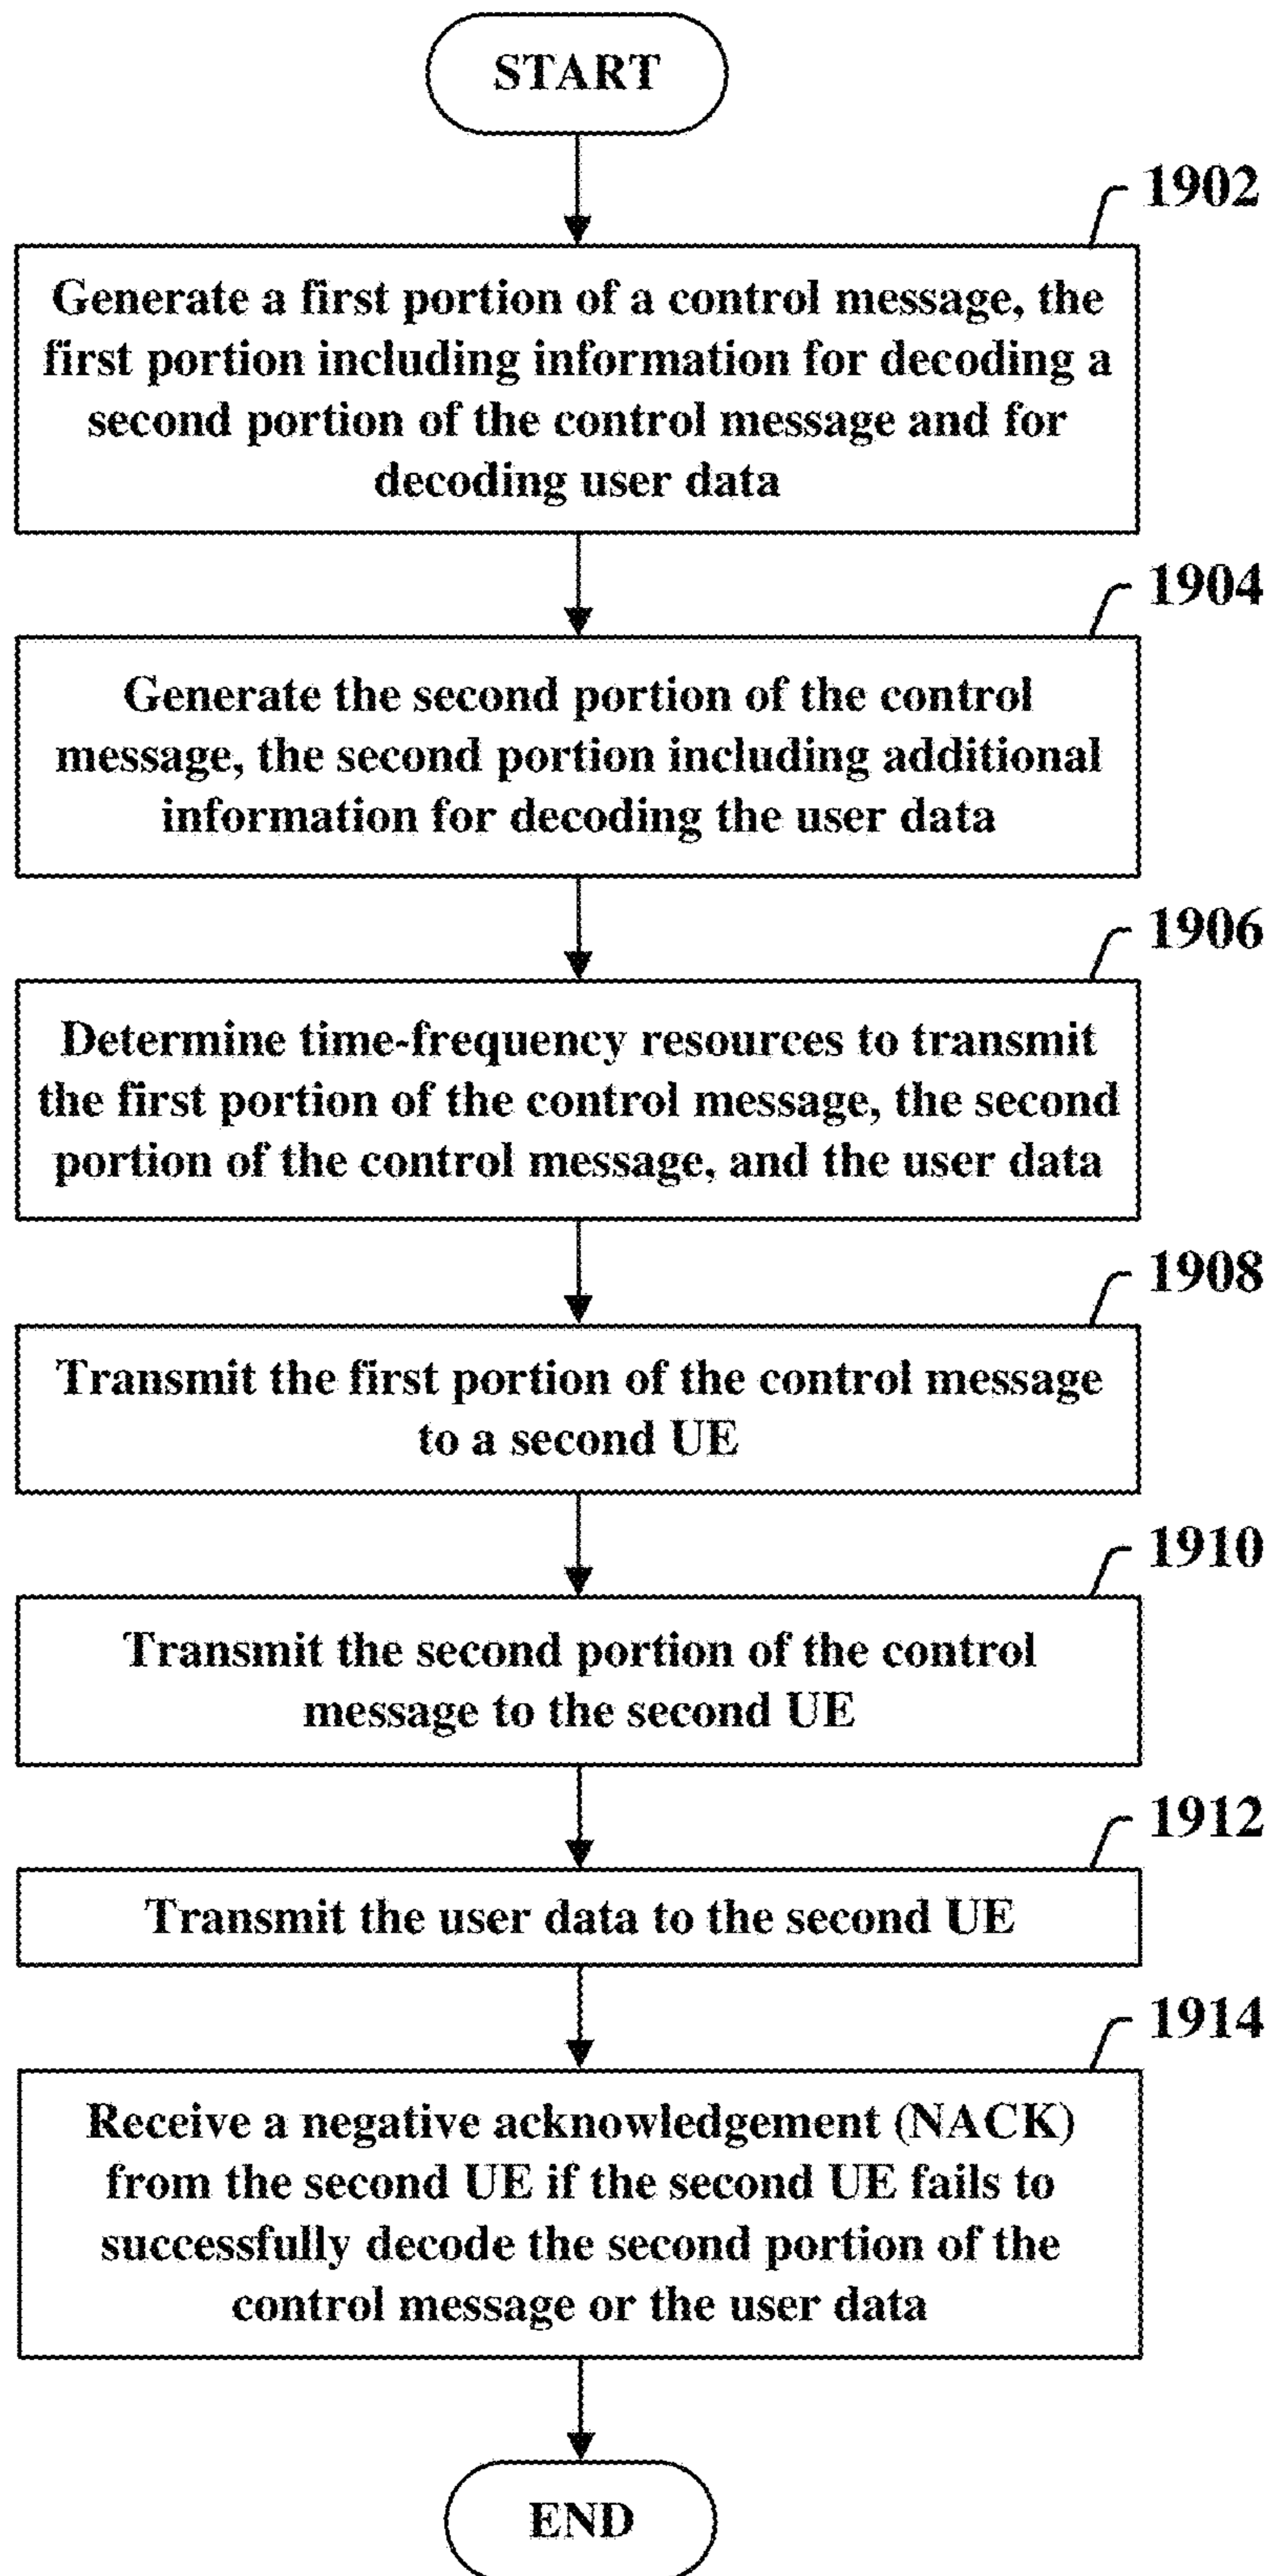 START
1902
Generate a first portion of a control message, the
first portion including information for decoding a
second portion of the control message and for
decoding user data
1904
Generate the second portion of the control
message, the second portion including additional
information for decoding the user data
1906
Determine time-frequency resources to transmit
the first portion of the control message, the second
portion of the control message, and the user data
1908
Transmit the first portion of the control message
to a second UE
1910
Transmit the second portion of the control
message to the second UE
1912
Transmit the user data to the second UE
1914
Receive a negative acknowledgement (NACK)
from the second UE if the second UE fails to
successfully decode the second portion of the
control message or the user data
END